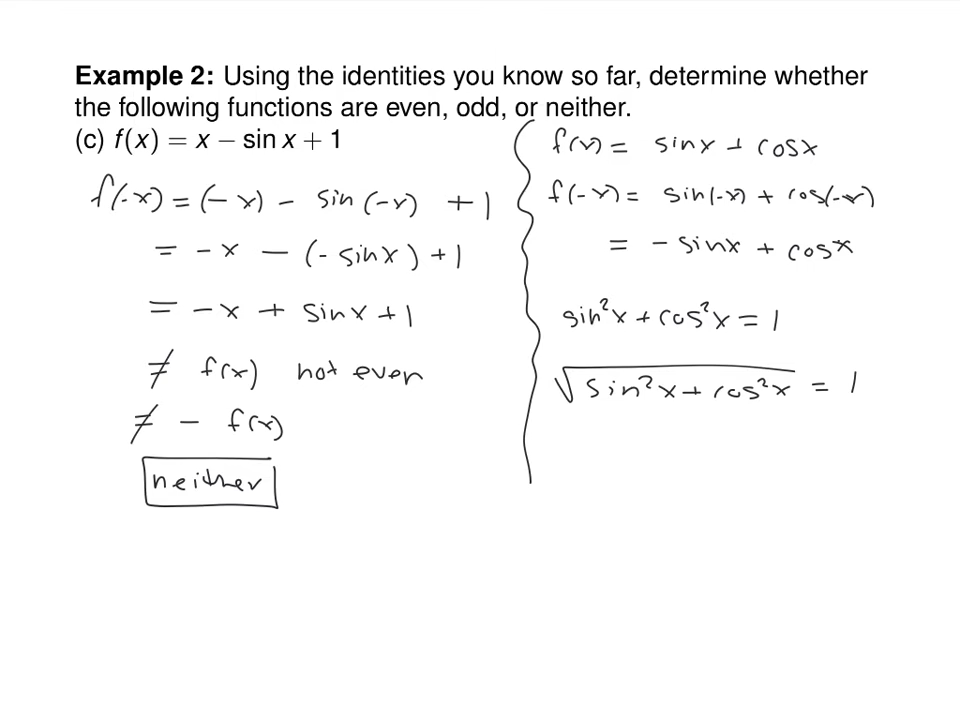 Example 2: Using the identities you know so far, determine whether
the following functions are even, odd, or neither.
(c) f(x) = x − sin x + 1
f(-x) = (-x) - sin(-x) + 1
= -x - (-sinx) + 1
= -x + sinx + 1
≠ f(x) not even
≠ - f(x)
neither
f(x) = sinx + cosx
f(-x) = sin(-x) + cos(-x)
= - sinx + cosx
sin²x + cos²x = 1
√sin²x + cos²x = 1